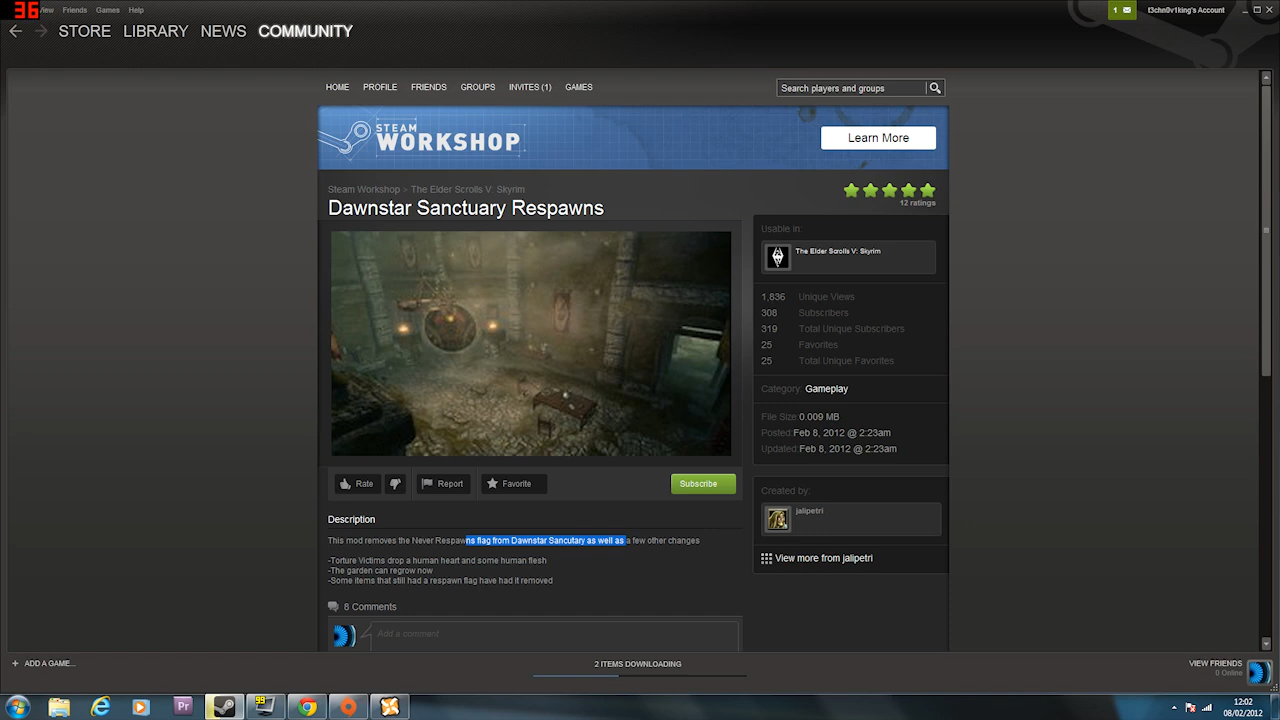 36
View Friends Games Help
1
t3chn0v1king's Account
STORE LIBRARY NEWS COMMUNITY
HOME PROFILE FRIENDS GROUPS INVITES (1) GAMES
Search players and groups
STEAM
WORKSHOP
Learn More
Steam Workshop > The Elder Scrolls V: Skyrim
12 ratings
Dawnstar Sanctuary Respawns
Usable in:
The Elder Scrolls V: Skyrim
1,836 Unique Views
308 Subscribers
319 Total Unique Subscribers
25 Favorites
25 Total Unique Favorites
Category: Gameplay
File Size: 0.009 MB
Posted: Feb 8, 2012 @ 2:23am
Updated: Feb 8, 2012 @ 2:23am
Rate Report Favorite Subscribe
Created by:
jalipetri
View more from jalipetri
Description
This mod removes the Never Respawns flag from Dawnstar Sancutary as well as a few other changes
-Torture Victims drop a human heart and some human flesh
-The garden can regrow now
-Some items that still had a respawn flag have had it removed
8 Comments
Add a comment
+ ADD A GAME...
2 ITEMS DOWNLOADING
VIEW FRIENDS
0 Online
Pr
99
12:02
08/02/2012